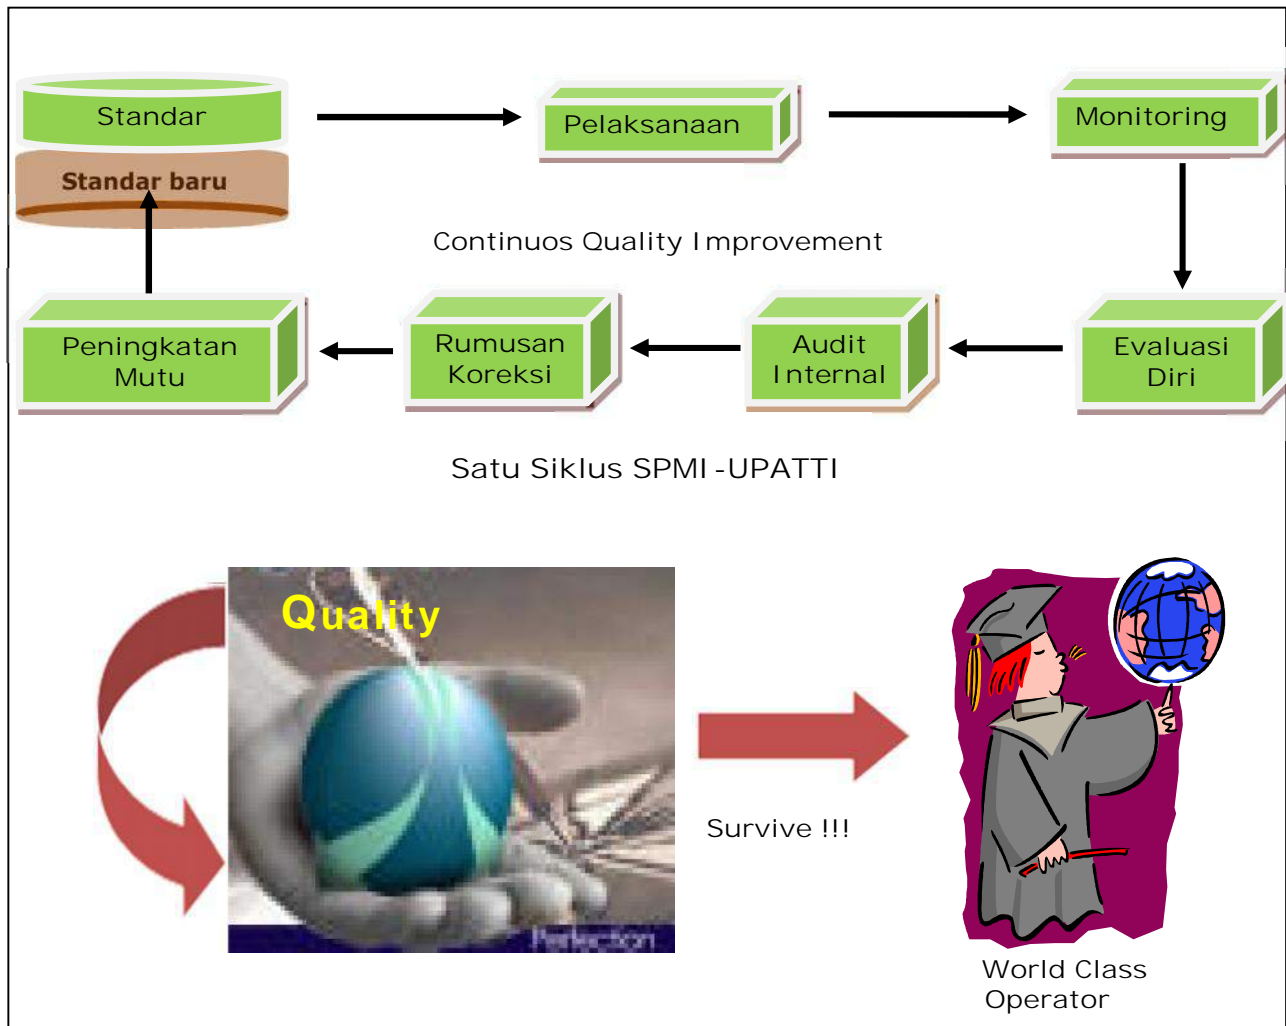 Standar
Pelaksanaan
Monitoring
Standar baru
Continuos Quality Improvement
Peningkatan
Mutu
Rumusan
Koreksi
Audit
Internal
Evaluasi
Diri
Satu Siklus SPMI-UPATTI
Quality
Perfection
Survive !!!
World Class
Operator